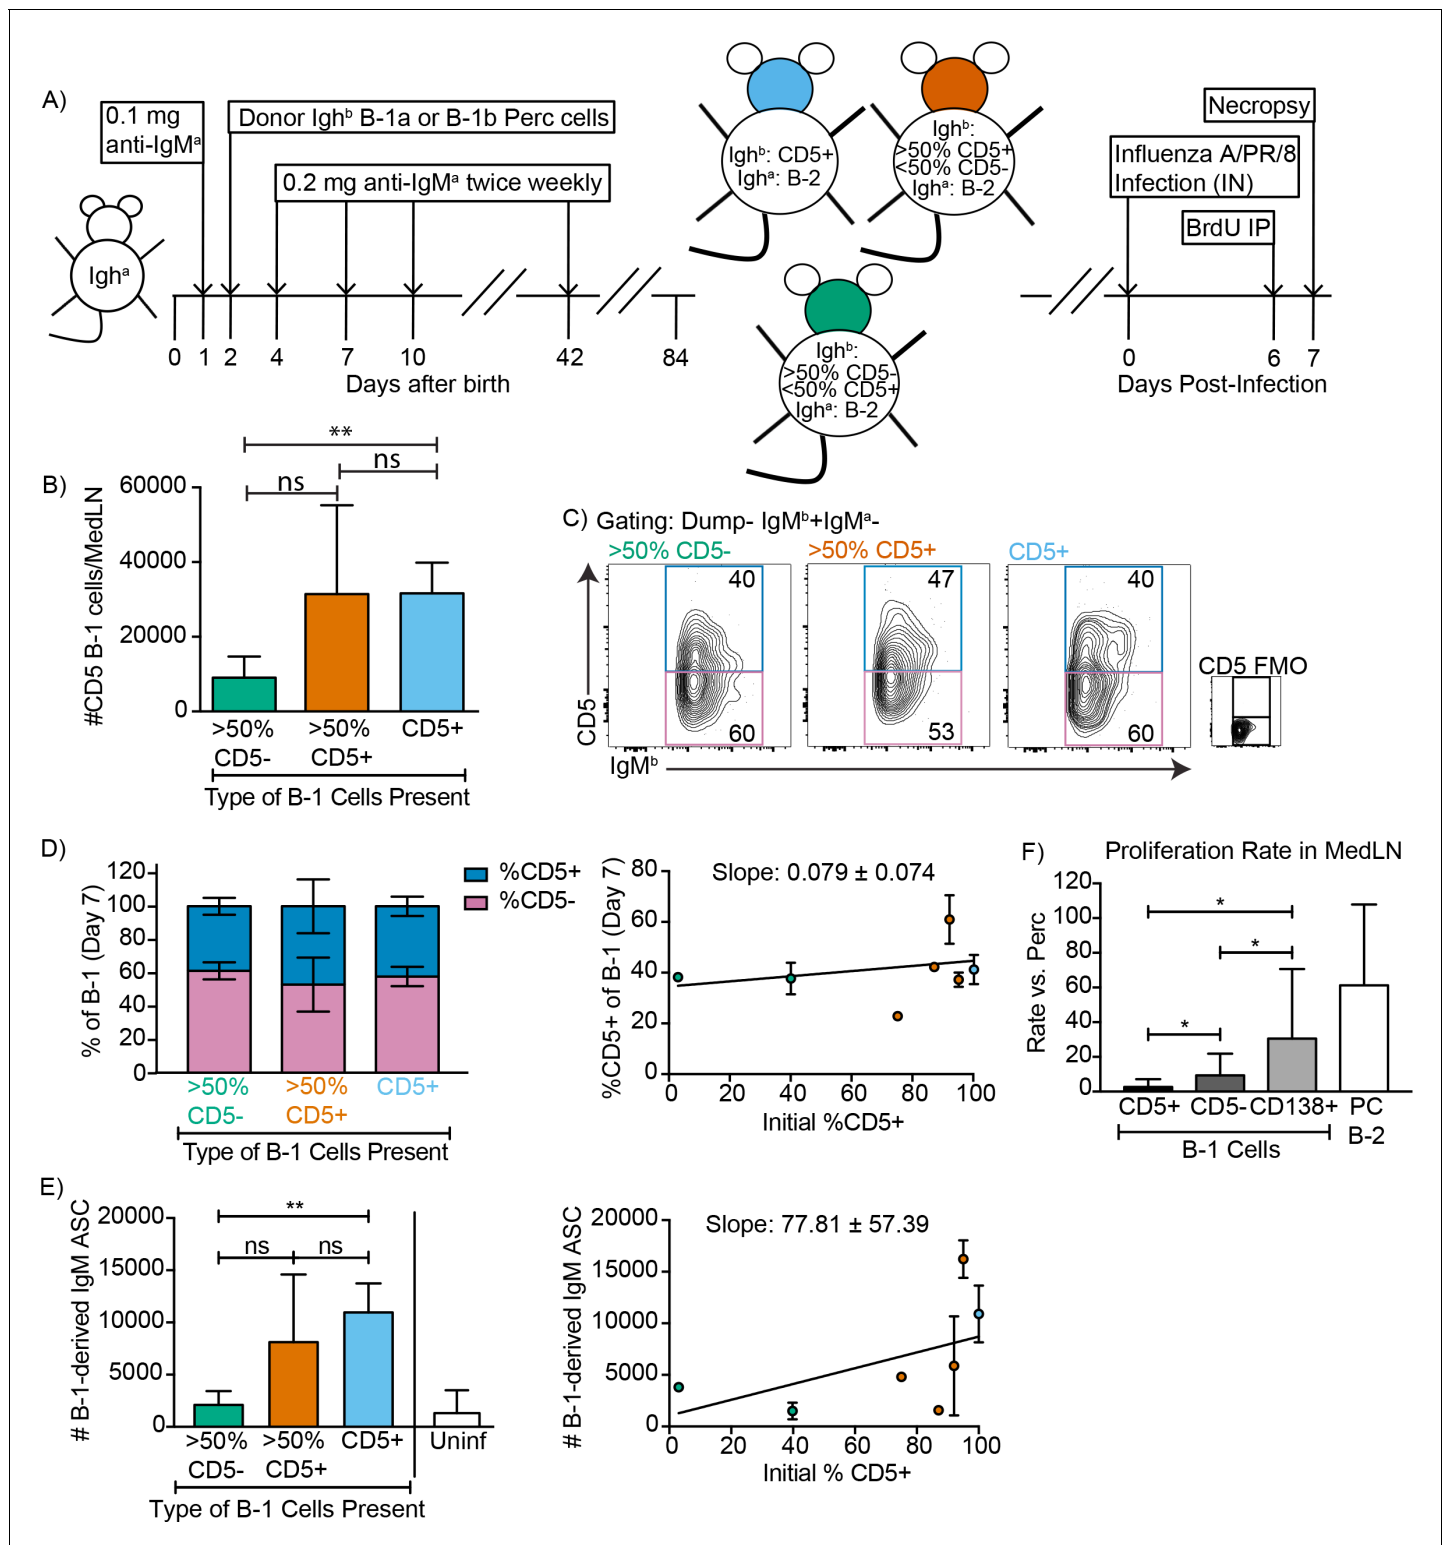 A)
0.1 mg
anti-IgMᵃ
Donor Ighᵇ B-1a or B-1b Perc cells
0.2 mg anti-IgMᵃ twice weekly
Ighᵃ
0 1 2 4 7 10 42 84
Days after birth
Ighᵇ: CD5+
Ighᵃ: B-2
Ighᵇ:
>50% CD5+
<50% CD5-
Ighᵃ: B-2
Ighᵇ:
>50% CD5-
<50% CD5+
Ighᵃ: B-2
Necropsy
Influenza A/PR/8
Infection (IN)
BrdU IP
0 6 7
Days Post-Infection
B)
**
ns
ns
#CD5 B-1 cells/MedLN
60000
40000
20000
0
>50%
CD5-
>50%
CD5+
CD5+
Type of B-1 Cells Present
C) Gating: Dump- IgMᵇ+IgMᵃ-
>50% CD5-
>50% CD5+
CD5+
40
60
47
53
40
60
CD5
IgMᵇ
CD5 FMO
D)
% of B-1 (Day 7)
120
100
80
60
40
20
0
%CD5+
%CD5-
>50%
CD5-
>50%
CD5+
CD5+
Type of B-1 Cells Present
%CD5+ of B-1 (Day 7)
80
60
40
20
0
Slope: 0.079 ± 0.074
0 20 40 60 80 100
Initial %CD5+
F)
Proliferation Rate in MedLN
Rate vs. Perc
120
100
80
60
40
20
0
*
*
*
CD5+ CD5- CD138+ PC
B-1 Cells
B-2
E)
# B-1-derived IgM ASC
20000
15000
10000
5000
0
**
ns
ns
>50%
CD5-
>50%
CD5+
CD5+
Uninf
Type of B-1 Cells Present
# B-1-derived IgM ASC
20000
15000
10000
5000
0
Slope: 77.81 ± 57.39
0 20 40 60 80 100
Initial % CD5+